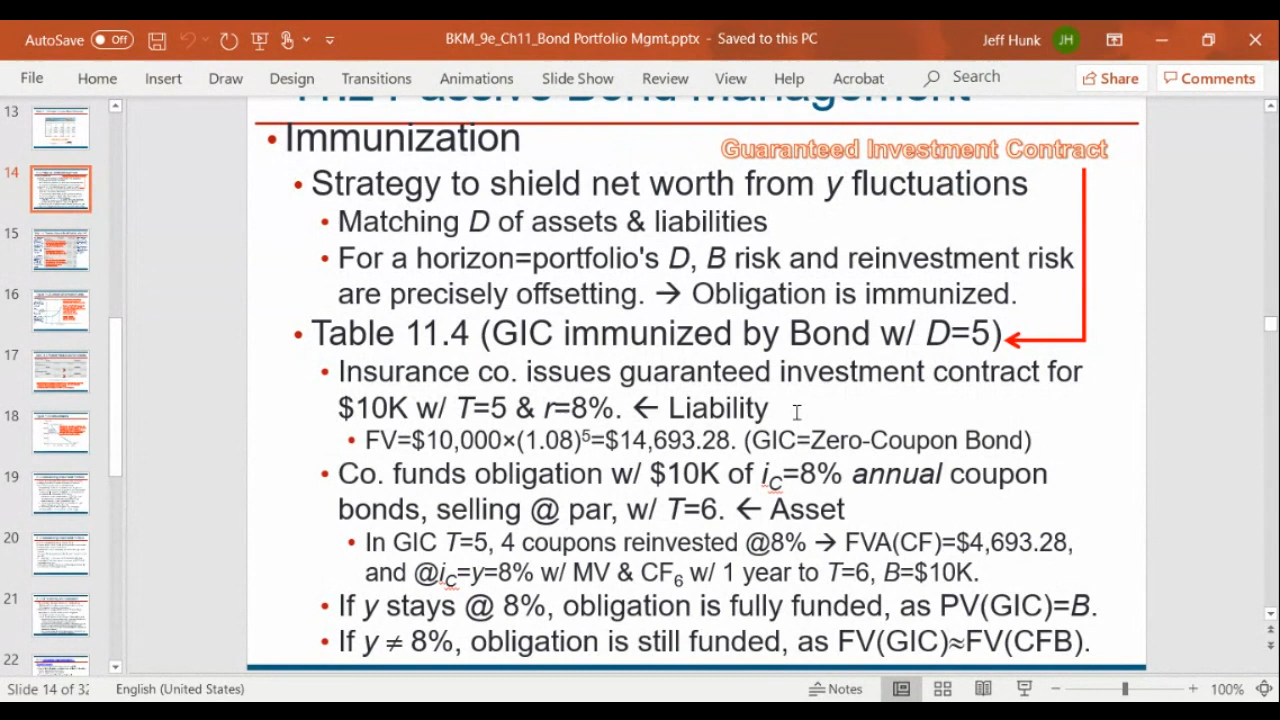 AutoSave Off
BKM_9e_Ch11_Bond Portfolio Mgmt.pptx - Saved to this PC
Jeff Hunk JH
File Home Insert Draw Design Transitions Animations Slide Show Review View Help Acrobat Search Share Comments
13
14
15
16
17
18
19
20
21
22
Passive Bond Management
• Immunization
Guaranteed Investment Contract
• Strategy to shield net worth from y fluctuations
• Matching D of assets & liabilities
• For a horizon=portfolio's D, B risk and reinvestment risk
are precisely offsetting. → Obligation is immunized.
• Table 11.4 (GIC immunized by Bond w/ D=5)
• Insurance co. issues guaranteed investment contract for
$10K w/ T=5 & r=8%. ← Liability
• FV=$10,000×(1.08)⁵=$14,693.28. (GIC=Zero-Coupon Bond)
• Co. funds obligation w/ $10K of iC=8% annual coupon
bonds, selling @ par, w/ T=6. ← Asset
• In GIC T=5, 4 coupons reinvested @8% → FVA(CF)=$4,693.28,
and @iC=y=8% w/ MV & CF₆ w/ 1 year to T=6, B=$10K.
• If y stays @ 8%, obligation is fully funded, as PV(GIC)=B.
• If y ≠ 8%, obligation is still funded, as FV(GIC)≈FV(CFB).
Slide 14 of 32 English (United States) Notes 100%